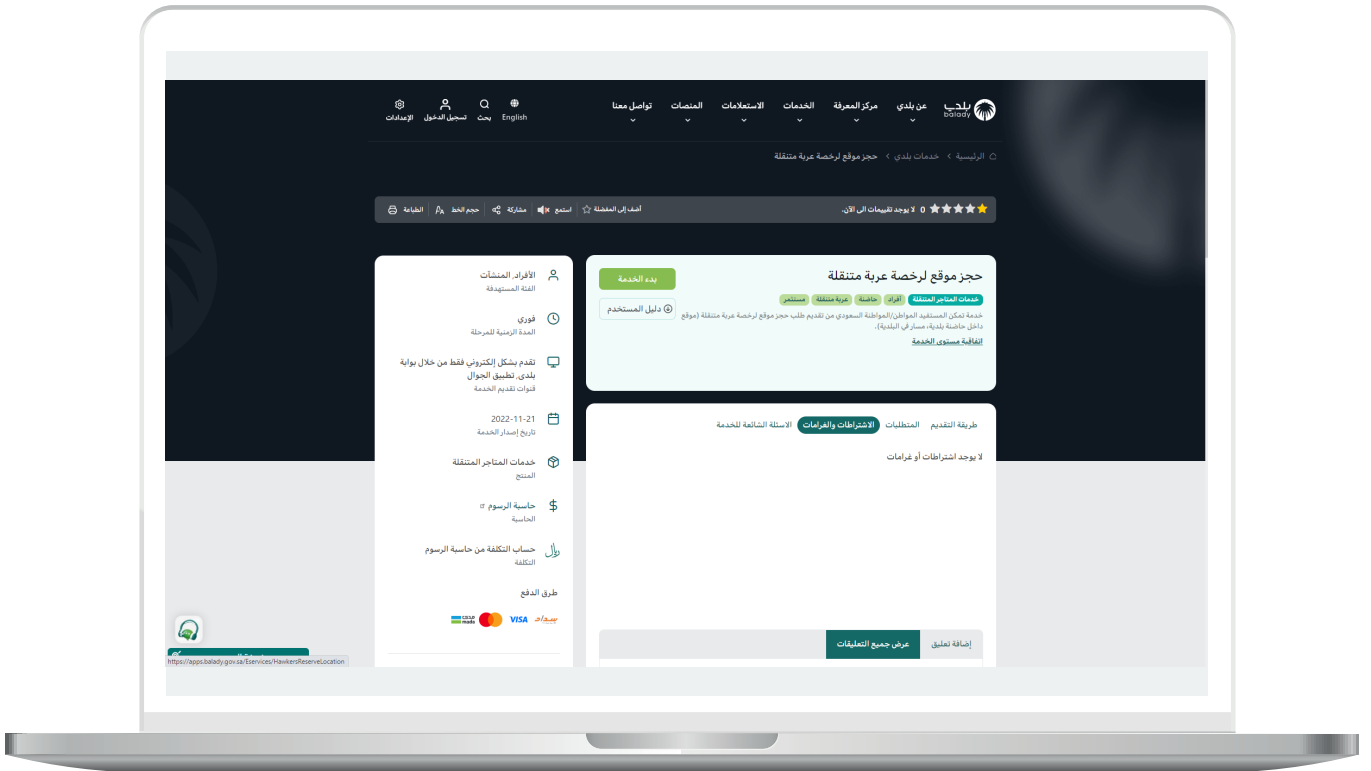 بلدي
balady
عن بلدي
مركز المعرفة
الخدمات
الاستعلامات
المنصات
تواصل معنا
English
بحث
تسجيل الدخول
الإعدادات
الرئيسية
خدمات بلدي
حجز موقع لرخصة عربة متنقلة
0 لا يوجد تقييمات الى الآن.
أضف إلى المفضلة
استمع
مشاركة
حجم الخط
الطباعة
حجز موقع لرخصة عربة متنقلة
بدء الخدمة
خدمات المتاجر المتنقلة
أفراد
حاضنة
عربة متنقلة
مستثمر
دليل المستخدم
خدمة تمكن المستفيد المواطن/المواطنة السعودي من تقديم طلب حجز موقع لرخصة عربة متنقلة (موقع
داخل حاضنة بلدية، مسار في البلدية).
اتفاقية مستوى الخدمة
طريقة التقديم
المتطلبات
الاشتراطات والغرامات
الاسئلة الشائعة للخدمة
لا يوجد اشتراطات أو غرامات
إضافة تعليق
عرض جميع التعليقات
الأفراد, المنشآت
الفئة المستهدفة
فوري
المدة الزمنية للمرحلة
تقدم بشكل إلكتروني فقط من خلال بوابة
بلدي, تطبيق الجوال
قنوات تقديم الخدمة
2022-11-21
تاريخ إصدار الخدمة
خدمات المتاجر المتنقلة
المنتج
حاسبة الرسوم
الحاسبة
حساب التكلفة من حاسبة الرسوم
التكلفة
طرق الدفع
سداد
VISA
مدى
mada
https://apps.balady.gov.sa/Eservices/HawkersReserveLocation